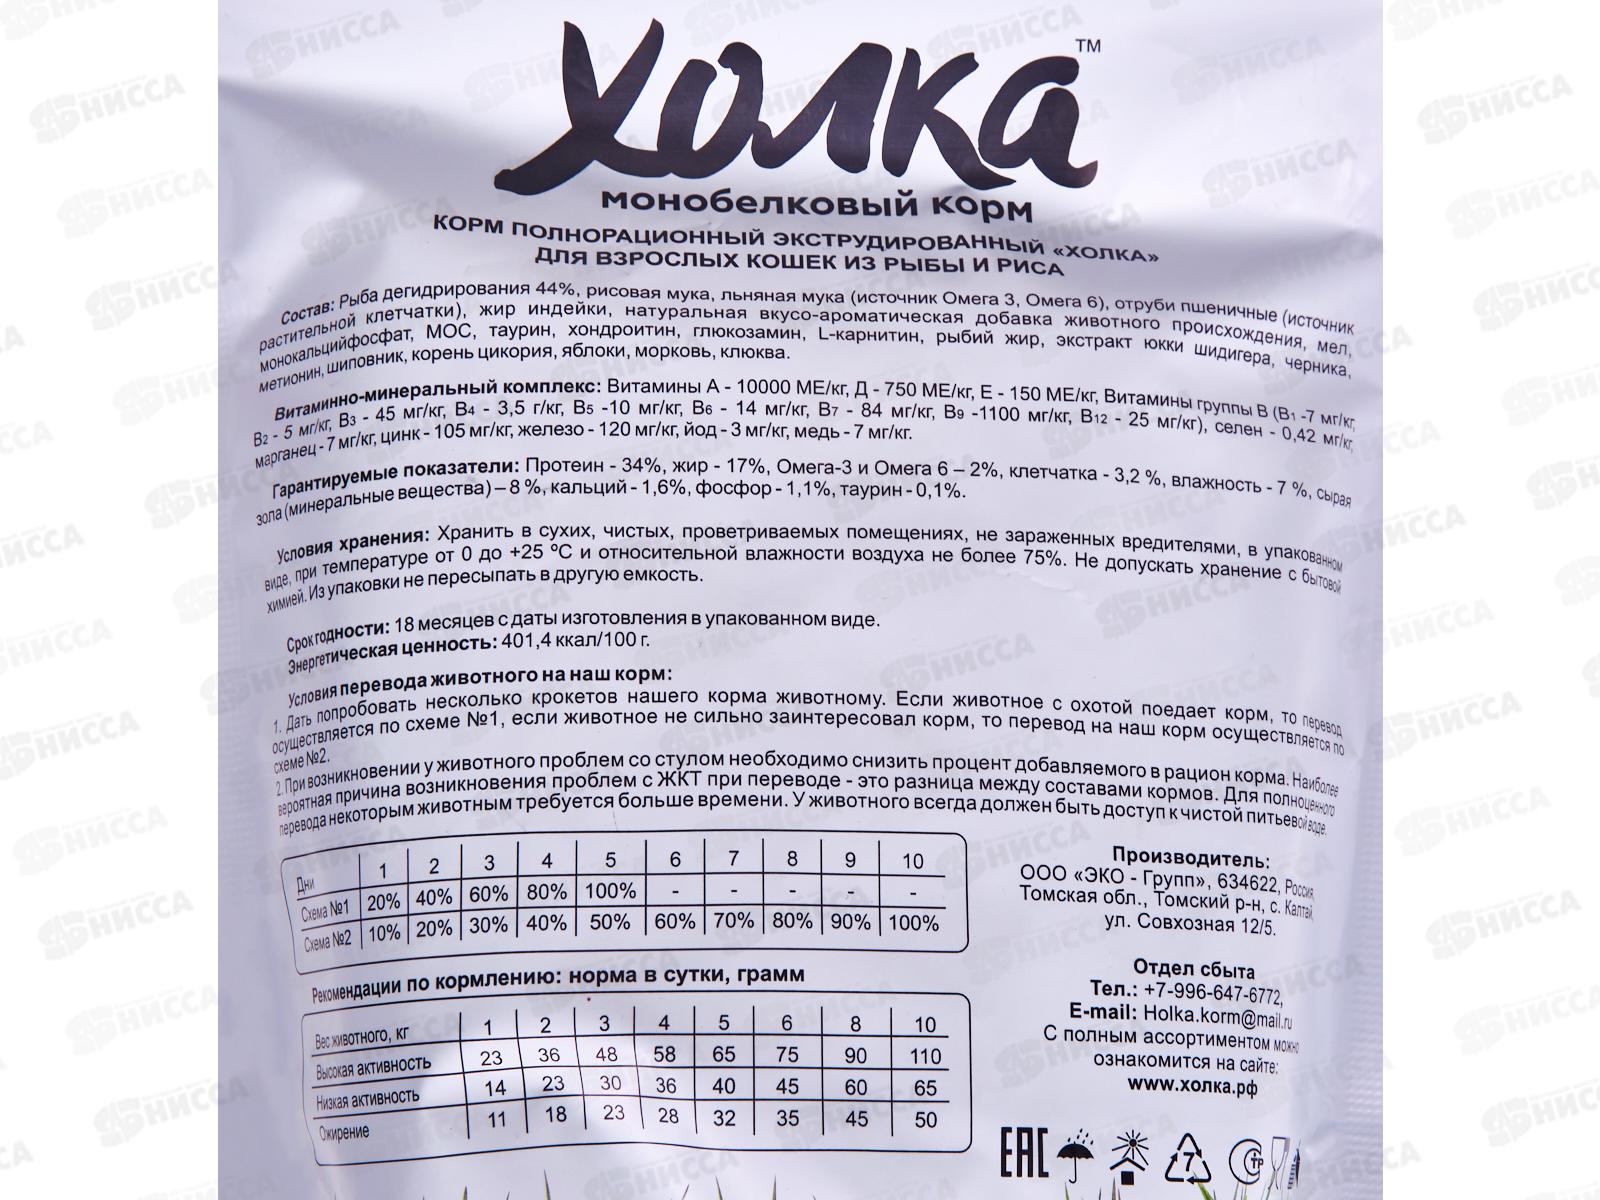 Холка™
монобелковый корм
КОРМ ПОЛНОРАЦИОННЫЙ ЭКСТРУДИРОВАННЫЙ «ХОЛКА»
ДЛЯ ВЗРОСЛЫХ КОШЕК ИЗ РЫБЫ И РИСА
Состав: Рыба дегидрирования 44%, рисовая мука, льняная мука (источник Омега 3, Омега 6), отруби пшеничные (источник
растительной клетчатки), жир индейки, натуральная вкусо-ароматическая добавка животного происхождения, мел,
монокальцийфосфат, МОС, таурин, хондроитин, глюкозамин, L-карнитин, рыбий жир, экстракт юкки шидигера, черника,
метионин, шиповник, корень цикория, яблоки, морковь, клюква.
Витаминно-минеральный комплекс: Витамины А - 10000 МЕ/кг, Д - 750 МЕ/кг, Е - 150 МЕ/кг, Витамины группы В (В1 -7 мг/кг,
В2 - 5 мг/кг, В3 - 45 мг/кг, В4 - 3,5 г/кг, В5 -10 мг/кг, В6 - 14 мг/кг, В7 - 84 мг/кг, В9 -1100 мг/кг, В12 - 25 мг/кг), селен - 0,42 мг/кг,
марганец - 7 мг/кг, цинк - 105 мг/кг, железо - 120 мг/кг, йод - 3 мг/кг, медь - 7 мг/кг.
Гарантируемые показатели: Протеин - 34%, жир - 17%, Омега-3 и Омега 6 – 2%, клетчатка - 3,2 %, влажность - 7 %, сырая
зола (минеральные вещества) – 8 %, кальций - 1,6%, фосфор - 1,1%, таурин - 0,1%.
Условия хранения: Хранить в сухих, чистых, проветриваемых помещениях, не зараженных вредителями, в упакованном
виде, при температуре от 0 до +25 °С и относительной влажности воздуха не более 75%. Не допускать хранение с бытовой
химией. Из упаковки не пересыпать в другую емкость.
Срок годности: 18 месяцев с даты изготовления в упакованном виде.
Энергетическая ценность: 401,4 ккал/100 г.
Условия перевода животного на наш корм:
1. Дать попробовать несколько крокетов нашего корма животному. Если животное с охотой поедает корм, то перевод
осуществляется по схеме №1, если животное не сильно заинтересовал корм, то перевод на наш корм осуществляется по
схеме №2.
2. При возникновении у животного проблем со стулом необходимо снизить процент добавляемого в рацион корма. Наиболее
вероятная причина возникновения проблем с ЖКТ при переводе - это разница между составами кормов. Для полноценного
перевода некоторым животным требуется больше времени. У животного всегда должен быть доступ к чистой питьевой воде.
Дни 1 2 3 4 5 6 7 8 9 10
Схема №1 20% 40% 60% 80% 100% - - - - -
Схема №2 10% 20% 30% 40% 50% 60% 70% 80% 90% 100%
Рекомендации по кормлению: норма в сутки, грамм
Вес животного, кг 1 2 3 4 5 6 8 10
Высокая активность 23 36 48 58 65 75 90 110
Низкая активность 14 23 30 36 40 45 60 65
Ожирение 11 18 23 28 32 35 45 50
Производитель:
ООО «ЭКО - Групп», 634622, Россия,
Томская обл., Томский р-н, с. Калтай,
ул. Совхозная 12/5.
Отдел сбыта
Тел.: +7-996-647-6772,
E-mail: Holka.korm@mail.ru
С полным ассортиментом можно
ознакомится на сайте:
www.холка.рф
EAC
7
СТР
НИССА